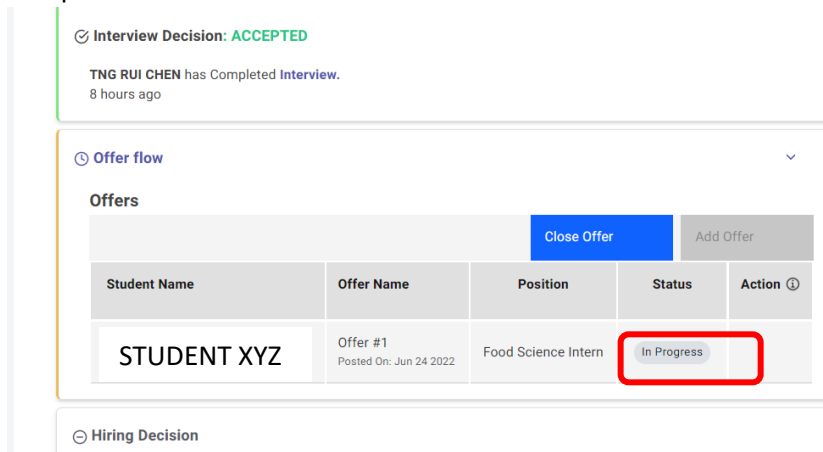 Interview Decision: ACCEPTED
TNG RUI CHEN has Completed Interview.
8 hours ago
Offer flow
Offers
Close Offer
Add Offer
Student Name Offer Name Position Status Action
STUDENT XYZ Offer #1 Food Science Intern In Progress
Posted On: Jun 24 2022
Hiring Decision